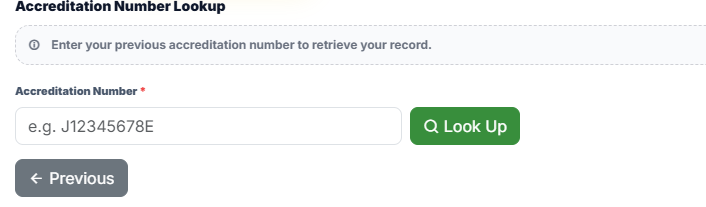 Accreditation Number Lookup
Enter your previous accreditation number to retrieve your record.
Accreditation Number *
e.g. J12345678E
Look Up
← Previous